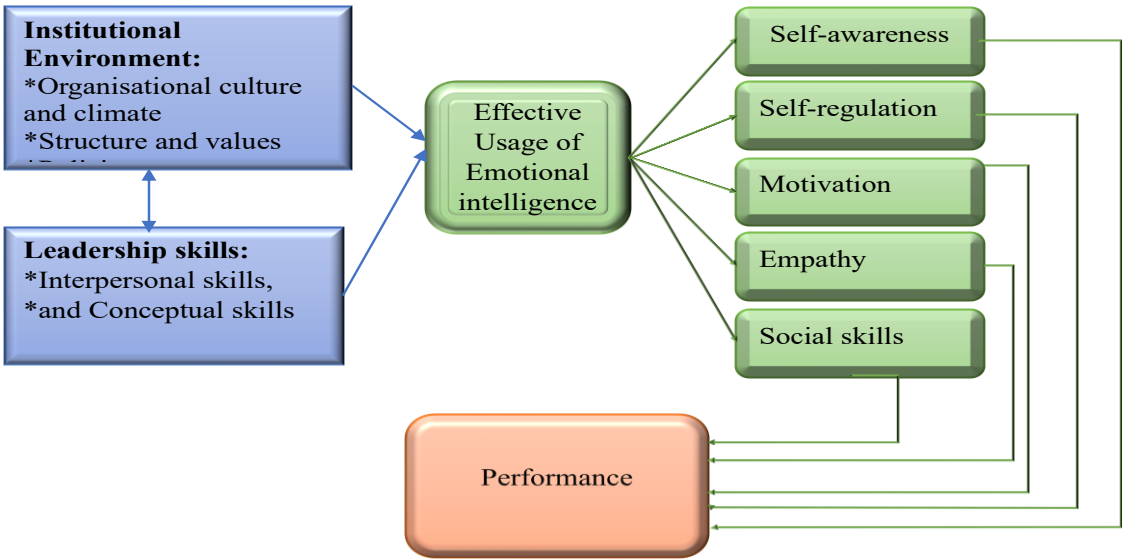 Institutional
Environment:
*Organisational culture
and climate
*Structure and values
Leadership skills:
*Interpersonal skills,
*and Conceptual skills
Effective
Usage of
Emotional
intelligence
Self-awareness
Self-regulation
Motivation
Empathy
Social skills
Performance